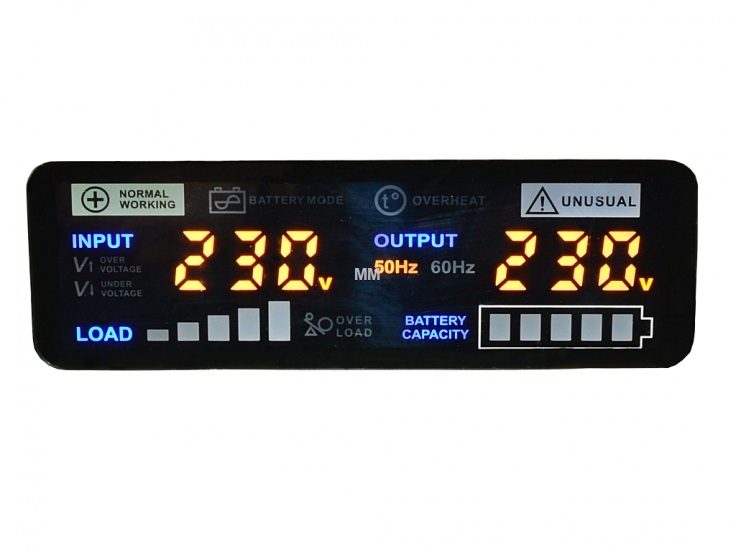 NORMAL
WORKING
BATTERY MODE
t°
OVERHEAT
UNUSUAL
INPUT
230V
OUTPUT
230V
V↑ OVER
VOLTAGE
V↓ UNDER
VOLTAGE
MM
50Hz 60Hz
LOAD
OVER
LOAD
BATTERY
CAPACITY